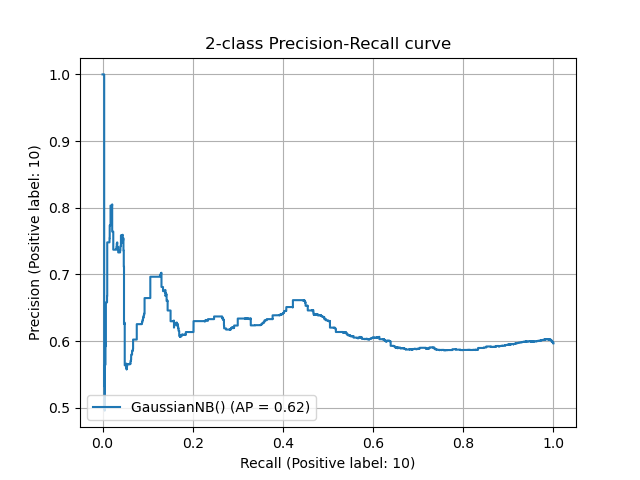 2-class Precision-Recall curve
1.0
0.9
0.8
0.7
0.6
0.5
Precision (Positive label: 10)
GaussianNB() (AP = 0.62)
0.0 0.2 0.4 0.6 0.8 1.0
Recall (Positive label: 10)